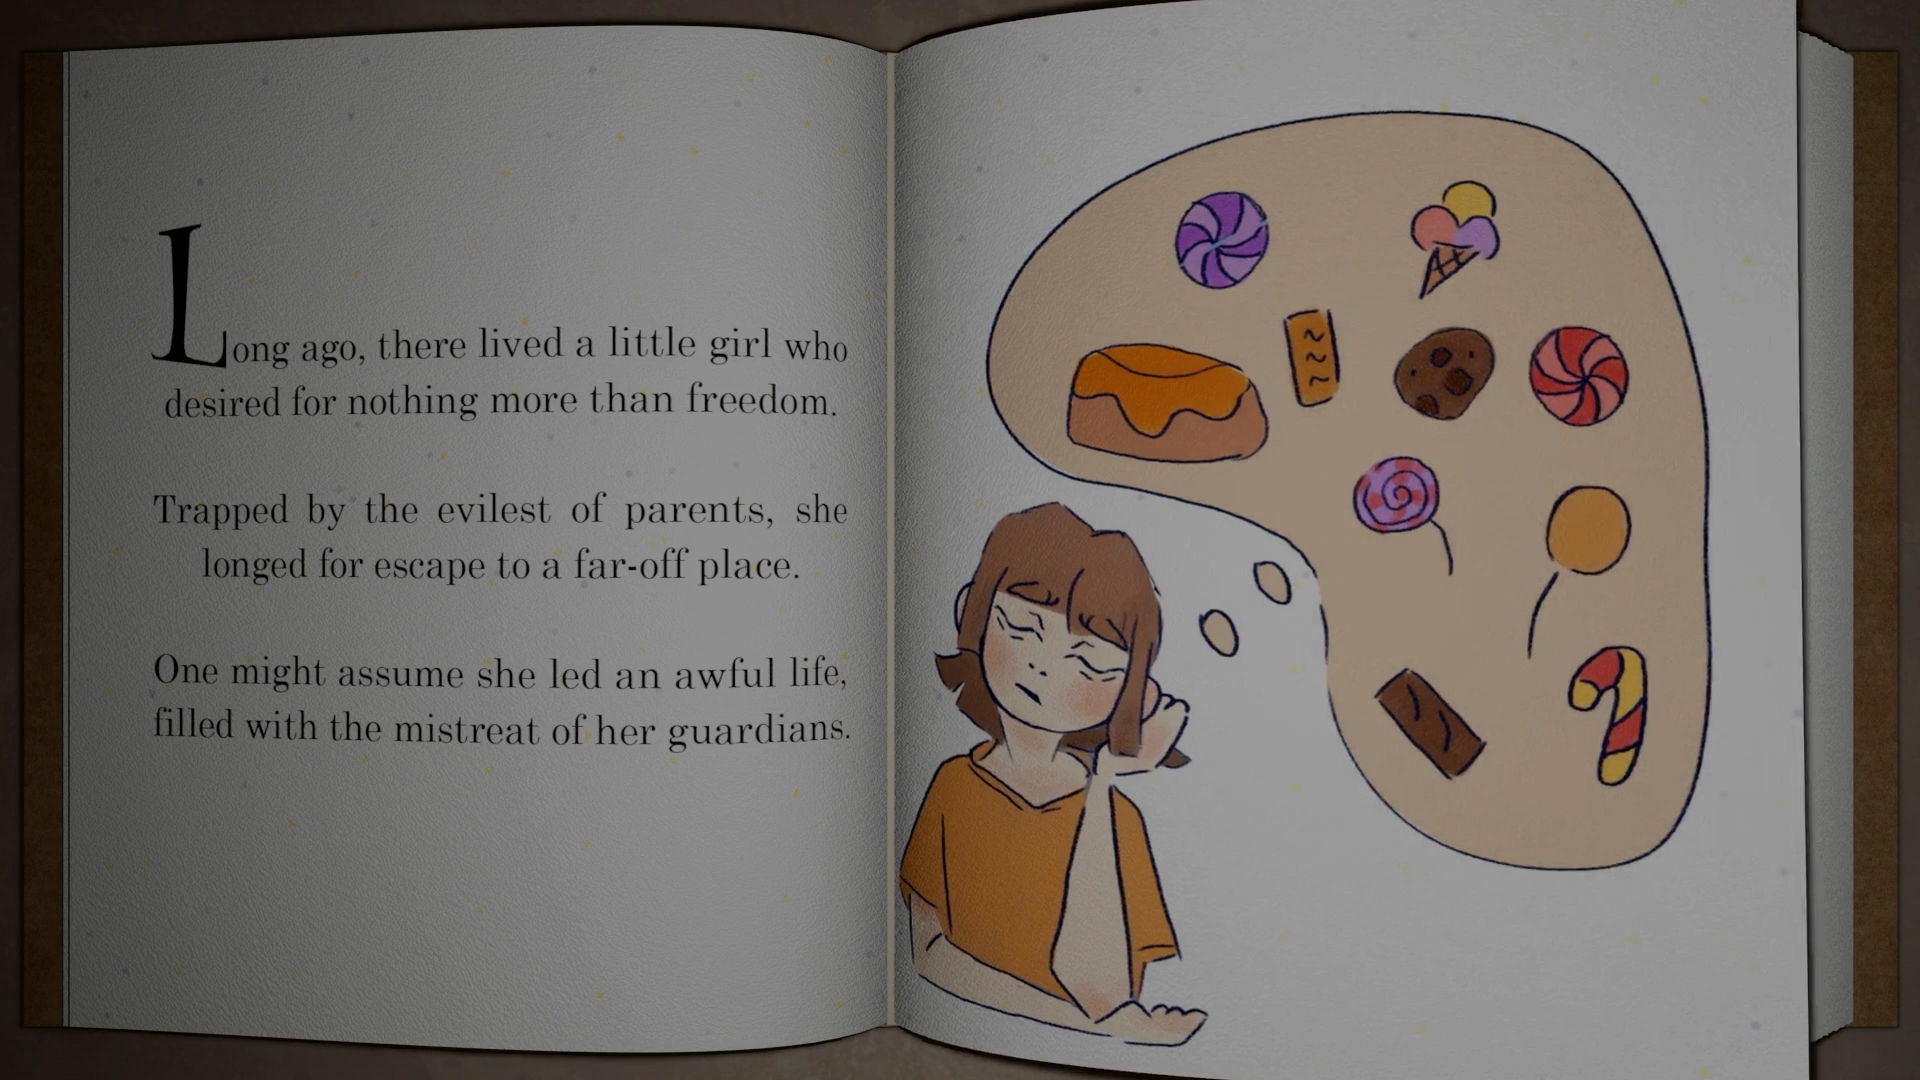 Long ago, there lived a little girl who
desired for nothing more than freedom.
Trapped by the evilest of parents, she
longed for escape to a far-off place.
One might assume she led an awful life,
filled with the mistreat of her guardians.